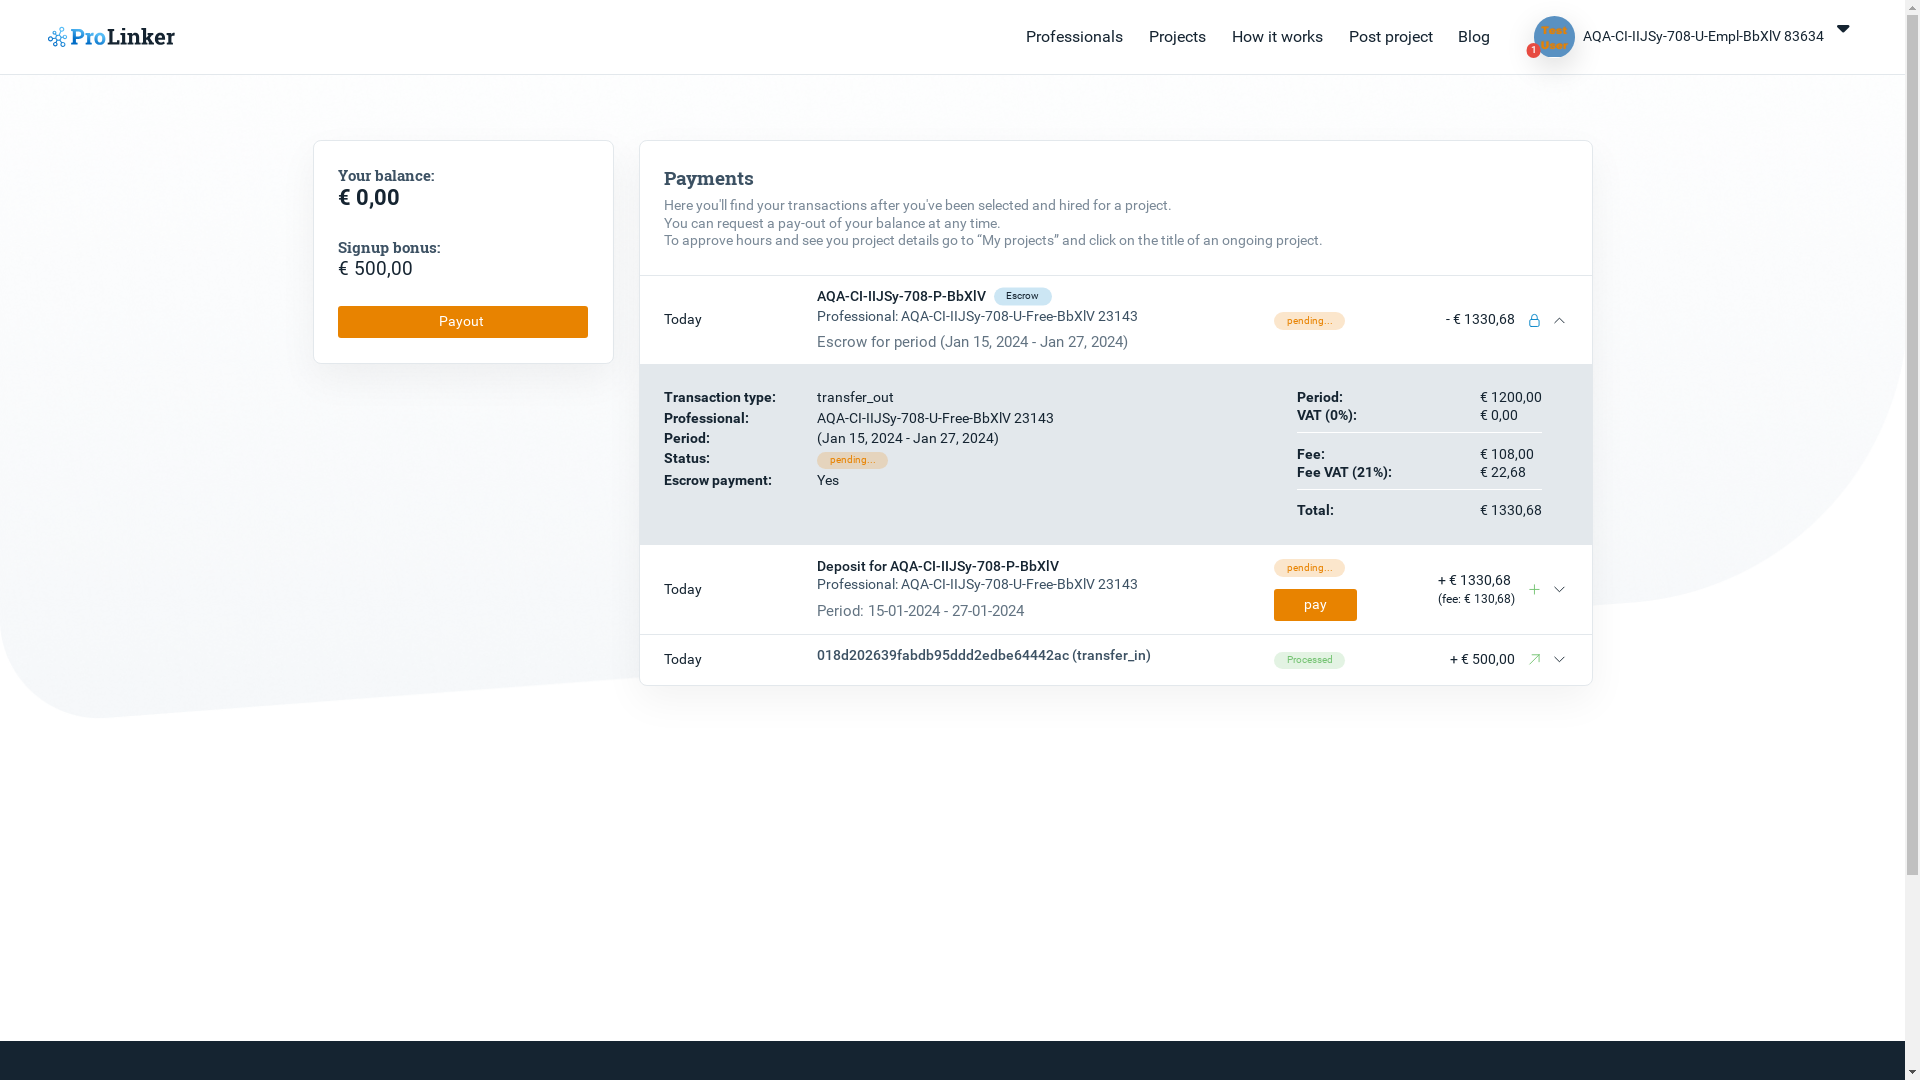 ProLinker
Professionals
Projects
How it works
Post project
Blog
Test
User
1
AQA-CI-IIJSy-708-U-Empl-BbXlV 83634
Your balance:
€ 0,00
Signup bonus:
€ 500,00
Payout
Payments
Here you'll find your transactions after you've been selected and hired for a project.
You can request a pay-out of your balance at any time.
To approve hours and see you project details go to “My projects” and click on the title of an ongoing project.
Today
AQA-CI-IIJSy-708-P-BbXlV Escrow
Professional: AQA-CI-IIJSy-708-U-Free-BbXlV 23143
Escrow for period (Jan 15, 2024 - Jan 27, 2024)
pending...
- € 1330,68
Transaction type: transfer_out
Professional: AQA-CI-IIJSy-708-U-Free-BbXlV 23143
Period: (Jan 15, 2024 - Jan 27, 2024)
Status: pending...
Escrow payment: Yes
Period: € 1200,00
VAT (0%): € 0,00
Fee: € 108,00
Fee VAT (21%): € 22,68
Total: € 1330,68
Today
Deposit for AQA-CI-IIJSy-708-P-BbXlV
Professional: AQA-CI-IIJSy-708-U-Free-BbXlV 23143
Period: 15-01-2024 - 27-01-2024
pending...
pay
+ € 1330,68
(fee: € 130,68)
Today
018d202639fabdb95ddd2edbe64442ac (transfer_in)
Processed
+ € 500,00